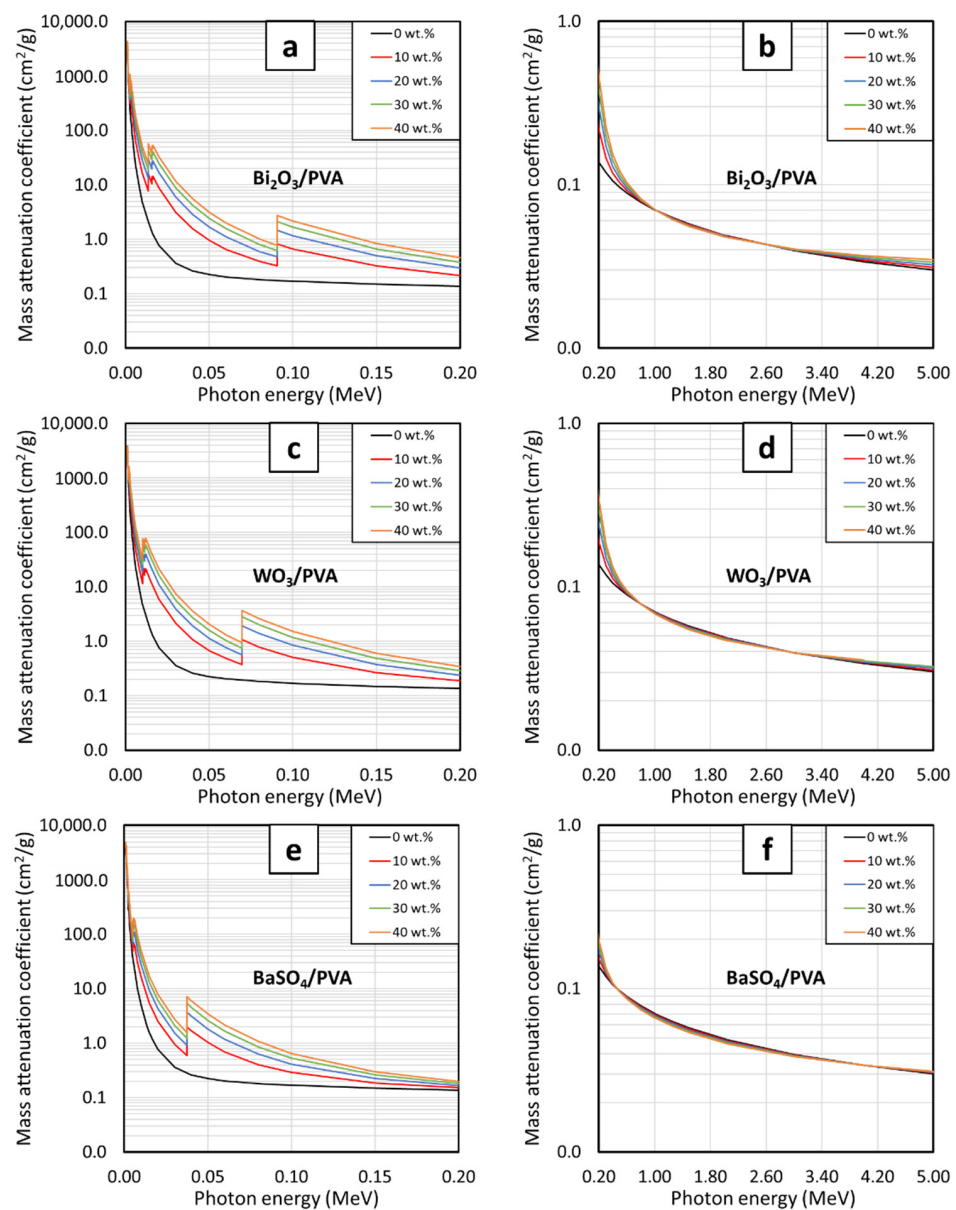 Mass attenuation coefficient (cm²/g)
10,000.0
1000.0
100.0
10.0
1.0
0.1
0.0
a
0 wt.%
10 wt.%
20 wt.%
30 wt.%
40 wt.%
Bi₂O₃/PVA
0.00 0.05 0.10 0.15 0.20
Photon energy (MeV)
Mass attenuation coefficient (cm²/g)
1.0
0.1
0.0
b
0 wt.%
10 wt.%
20 wt.%
30 wt.%
40 wt.%
Bi₂O₃/PVA
0.20 1.00 1.80 2.60 3.40 4.20 5.00
Photon energy (MeV)
Mass attenuation coefficient (cm²/g)
10,000.0
1000.0
100.0
10.0
1.0
0.1
0.0
c
0 wt.%
10 wt.%
20 wt.%
30 wt.%
40 wt.%
WO₃/PVA
0.00 0.05 0.10 0.15 0.20
Photon energy (MeV)
Mass attenuation coefficient (cm²/g)
1.0
0.1
0.0
d
0 wt.%
10 wt.%
20 wt.%
30 wt.%
40 wt.%
WO₃/PVA
0.20 1.00 1.80 2.60 3.40 4.20 5.00
Photon energy (MeV)
Mass attenuation coefficient (cm²/g)
10,000.0
1000.0
100.0
10.0
1.0
0.1
0.0
e
0 wt.%
10 wt.%
20 wt.%
30 wt.%
40 wt.%
BaSO₄/PVA
0.00 0.05 0.10 0.15 0.20
Photon energy (MeV)
Mass attenuation coefficient (cm²/g)
1.0
0.1
0.0
f
0 wt.%
10 wt.%
20 wt.%
30 wt.%
40 wt.%
BaSO₄/PVA
0.20 1.00 1.80 2.60 3.40 4.20 5.00
Photon energy (MeV)